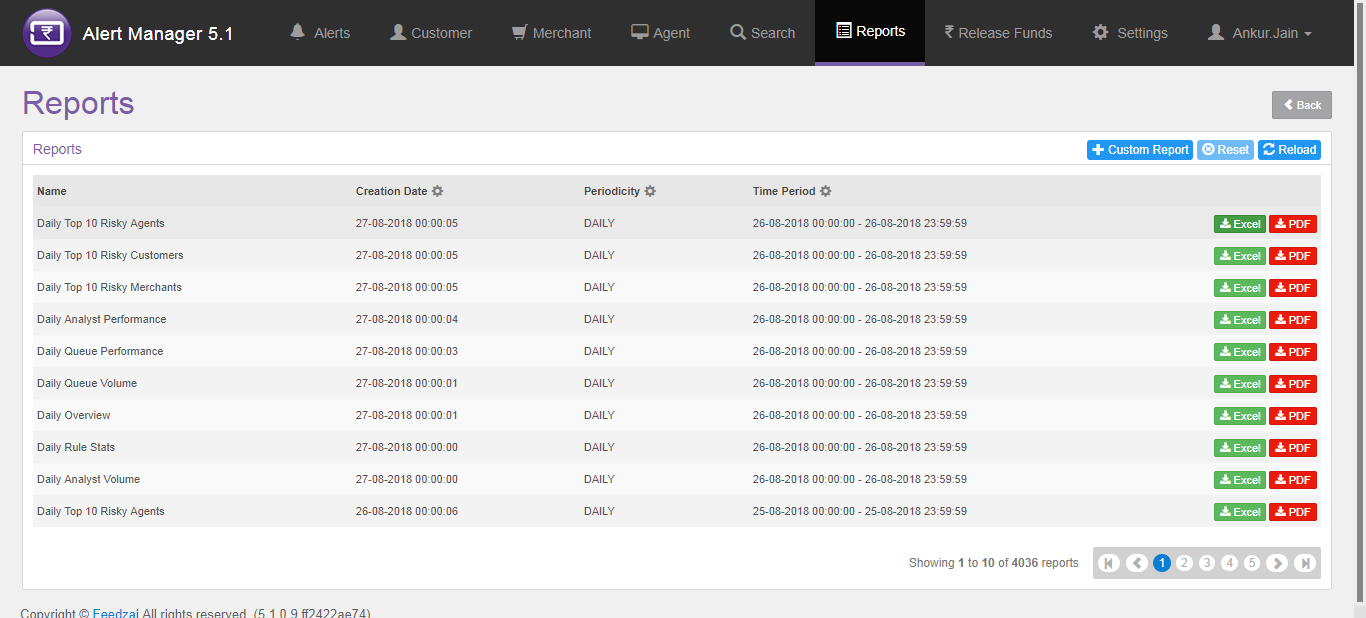 Alert Manager 5.1 Alerts Customer Merchant Agent Search Reports ₹ Release Funds Settings Ankur.Jain
Reports
Back
Reports Custom Report Reset Reload
Name Creation Date Periodicity Time Period
Daily Top 10 Risky Agents 27-08-2018 00:00:05 DAILY 26-08-2018 00:00:00 - 26-08-2018 23:59:59 Excel PDF
Daily Top 10 Risky Customers 27-08-2018 00:00:05 DAILY 26-08-2018 00:00:00 - 26-08-2018 23:59:59 Excel PDF
Daily Top 10 Risky Merchants 27-08-2018 00:00:05 DAILY 26-08-2018 00:00:00 - 26-08-2018 23:59:59 Excel PDF
Daily Analyst Performance 27-08-2018 00:00:04 DAILY 26-08-2018 00:00:00 - 26-08-2018 23:59:59 Excel PDF
Daily Queue Performance 27-08-2018 00:00:03 DAILY 26-08-2018 00:00:00 - 26-08-2018 23:59:59 Excel PDF
Daily Queue Volume 27-08-2018 00:00:01 DAILY 26-08-2018 00:00:00 - 26-08-2018 23:59:59 Excel PDF
Daily Overview 27-08-2018 00:00:01 DAILY 26-08-2018 00:00:00 - 26-08-2018 23:59:59 Excel PDF
Daily Rule Stats 27-08-2018 00:00:00 DAILY 26-08-2018 00:00:00 - 26-08-2018 23:59:59 Excel PDF
Daily Analyst Volume 27-08-2018 00:00:00 DAILY 26-08-2018 00:00:00 - 26-08-2018 23:59:59 Excel PDF
Daily Top 10 Risky Agents 26-08-2018 00:00:06 DAILY 25-08-2018 00:00:00 - 25-08-2018 23:59:59 Excel PDF
Showing 1 to 10 of 4036 reports 1 2 3 4 5
Copyright © Feedzai All rights reserved. (5.1.0.9 ff2422ae74)